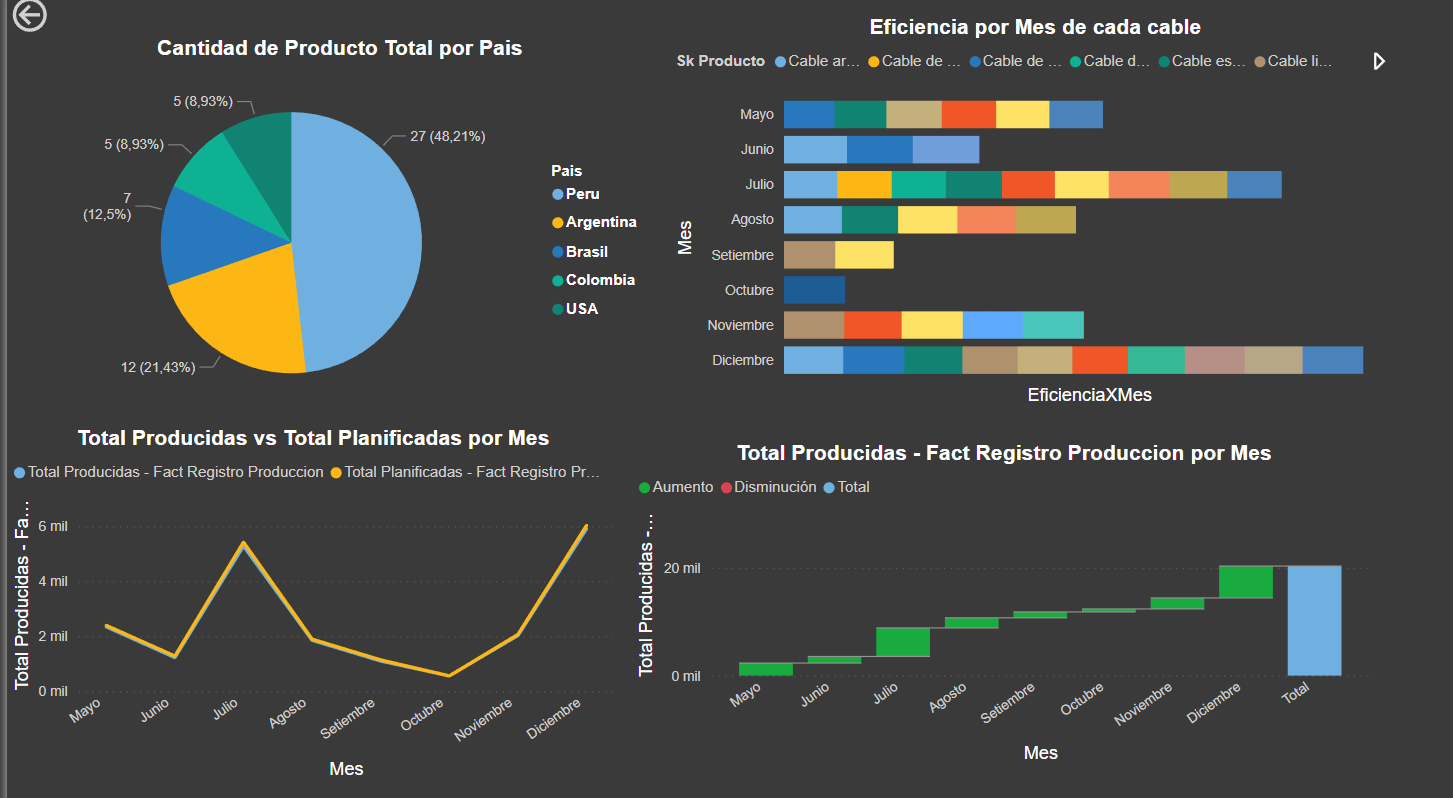 Cantidad de Producto Total por Pais
5 (8,93%)
27 (48,21%)
5 (8,93%)
7
(12,5%)
12 (21,43%)
Pais
Peru
Argentina
Brasil
Colombia
USA
Eficiencia por Mes de cada cable
Sk Producto Cable ar... Cable de ... Cable de ... Cable d... Cable es... Cable li...
Mes
Mayo
Junio
Julio
Agosto
Setiembre
Octubre
Noviembre
Diciembre
EficienciaXMes
Total Producidas vs Total Planificadas por Mes
Total Producidas - Fact Registro Produccion Total Planificadas - Fact Registro Pr...
Total Producidas - Fa...
6 mil
4 mil
2 mil
0 mil
Mayo Junio Julio Agosto Setiembre Octubre Noviembre Diciembre
Mes
Total Producidas - Fact Registro Produccion por Mes
Aumento Disminución Total
Total Producidas -...
20 mil
0 mil
Mayo Junio Julio Agosto Setiembre Octubre Noviembre Diciembre Total
Mes